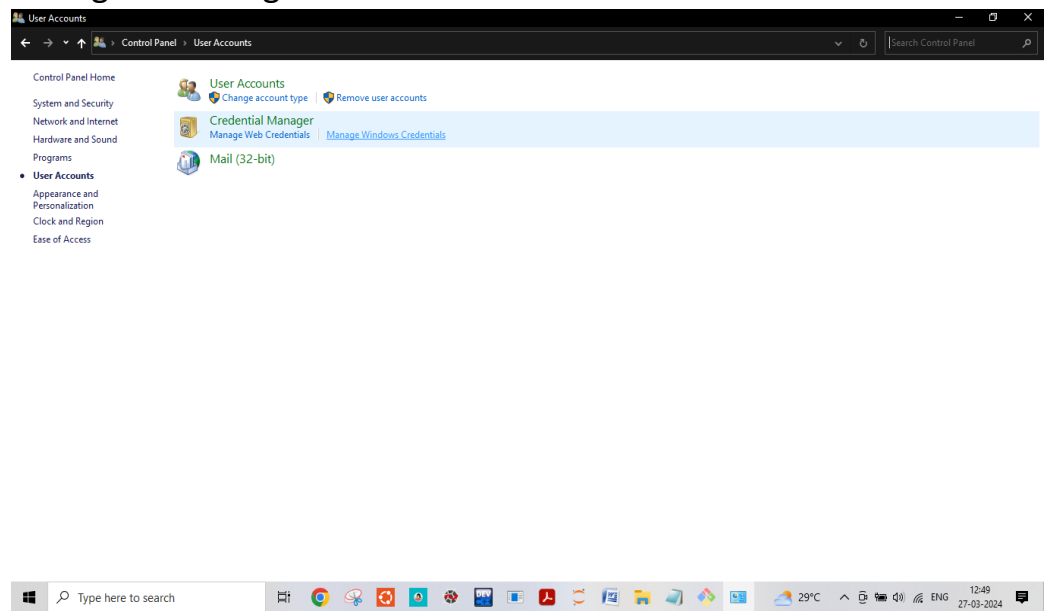 User Accounts
Control Panel › User Accounts
Search Control Panel
Control Panel Home
System and Security
Network and Internet
Hardware and Sound
Programs
User Accounts
Appearance and
Personalization
Clock and Region
Ease of Access
User Accounts
Change account type
Remove user accounts
Credential Manager
Manage Web Credentials
Manage Windows Credentials
Mail (32-bit)
Type here to search
DEV
29°C
ENG
12:49
27-03-2024